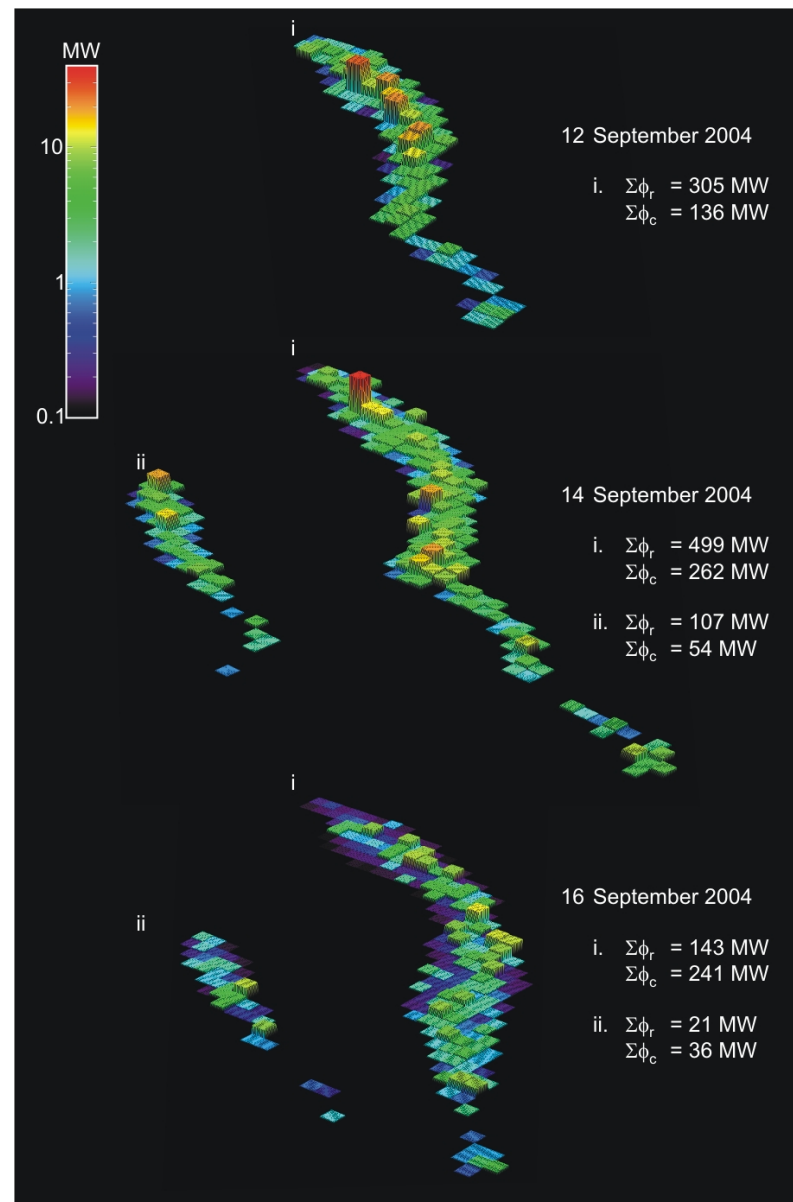 i
MW
10
1
0.1
12 September 2004
i. Σϕr = 305 MW
Σϕc = 136 MW
i
ii
14 September 2004
i. Σϕr = 499 MW
Σϕc = 262 MW
ii. Σϕr = 107 MW
Σϕc = 54 MW
i
ii
16 September 2004
i. Σϕr = 143 MW
Σϕc = 241 MW
ii. Σϕr = 21 MW
Σϕc = 36 MW